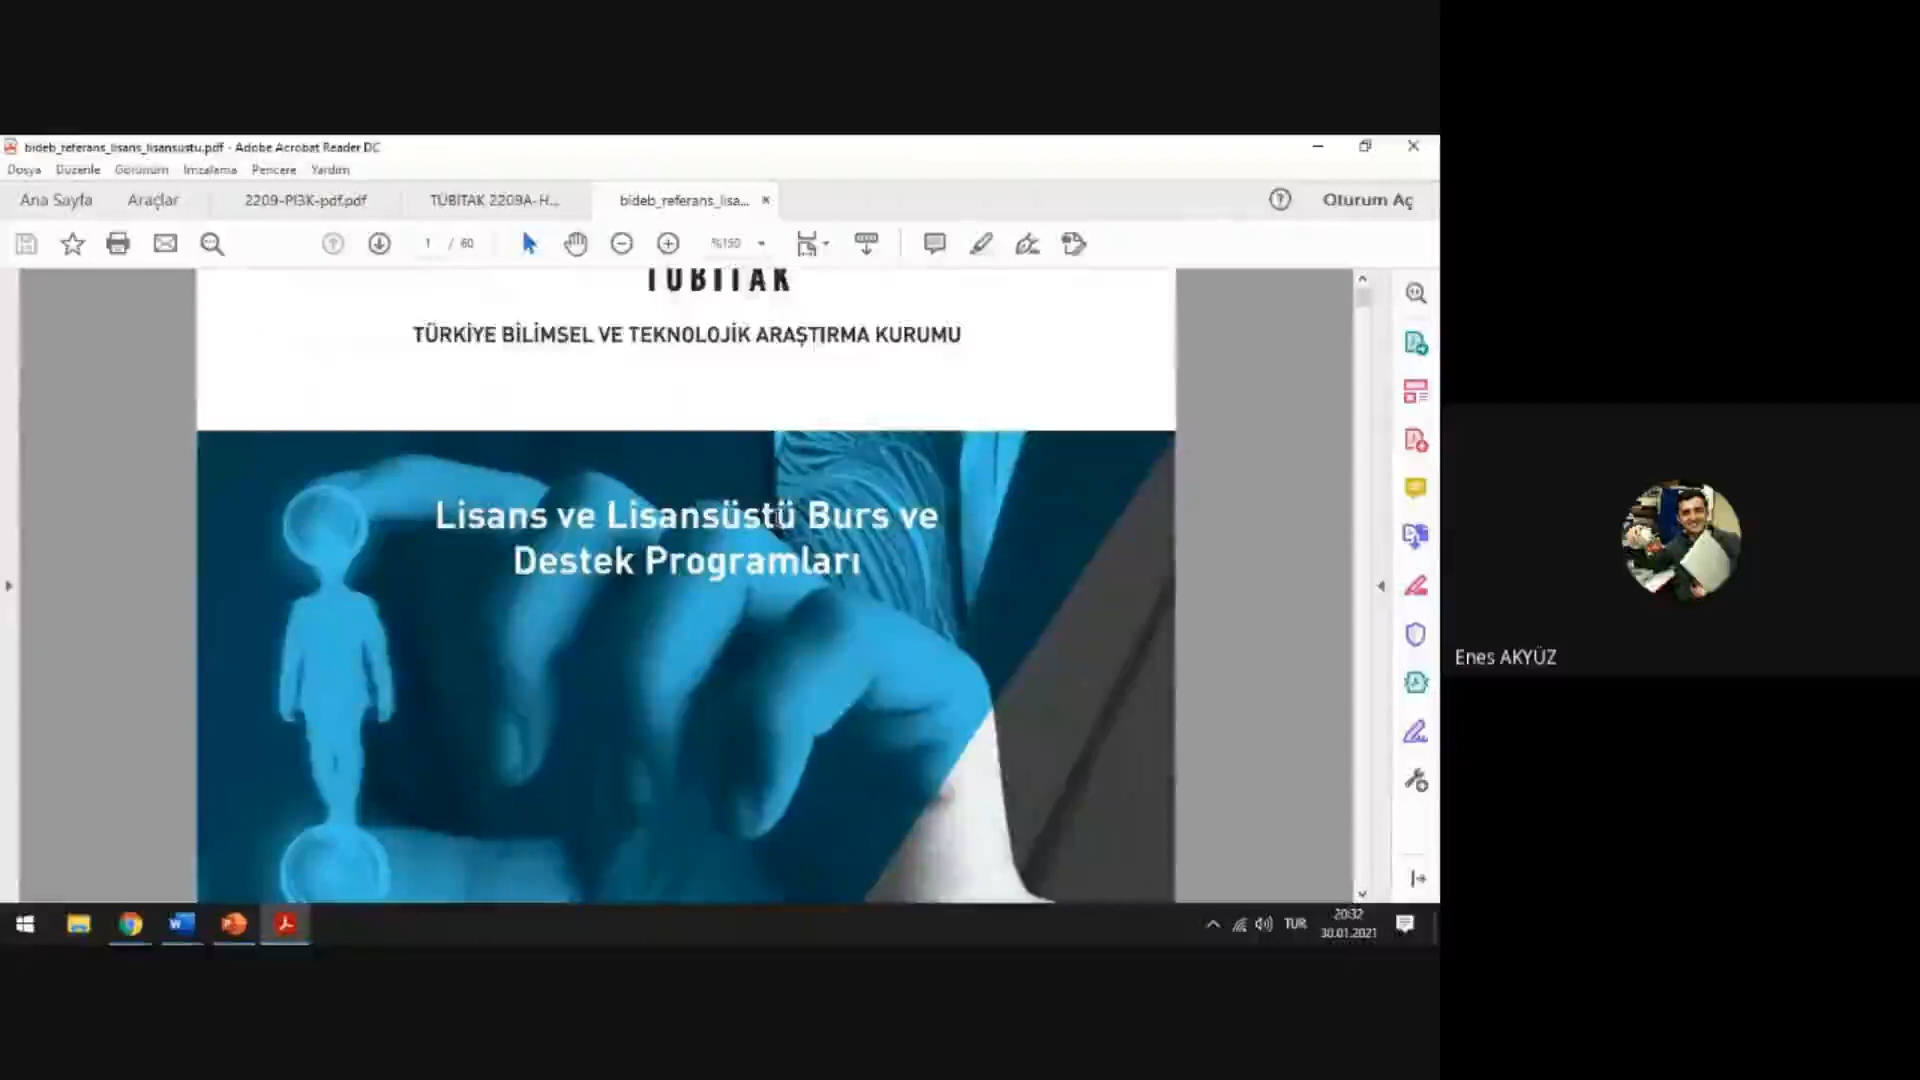 bideb_referans_lisans_lisansustu.pdf - Adobe Acrobat Reader DC
Dosya Düzenle Görünüm İmzalama Pencere Yardım
Ana Sayfa Araçlar 2209-PI3K-pdf.pdf TÜBİTAK 2209A- H... bideb_referans_lisa... ×
Oturum Aç
1 / 60 %150
TÜBİTAK
TÜRKİYE BİLİMSEL VE TEKNOLOJİK ARAŞTIRMA KURUMU
Lisans ve Lisansüstü Burs ve
Destek Programları
Enes AKYÜZ
TUR
20:32
30.01.2021